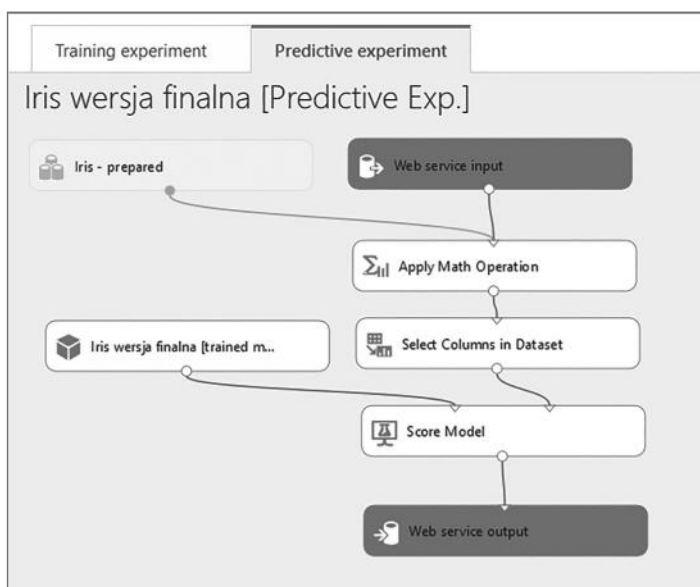 Training experiment
Predictive experiment
Iris wersja finalna [Predictive Exp.]
Iris - prepared
Web service input
Apply Math Operation
Iris wersja finalna [trained m...
Select Columns in Dataset
Score Model
Web service output